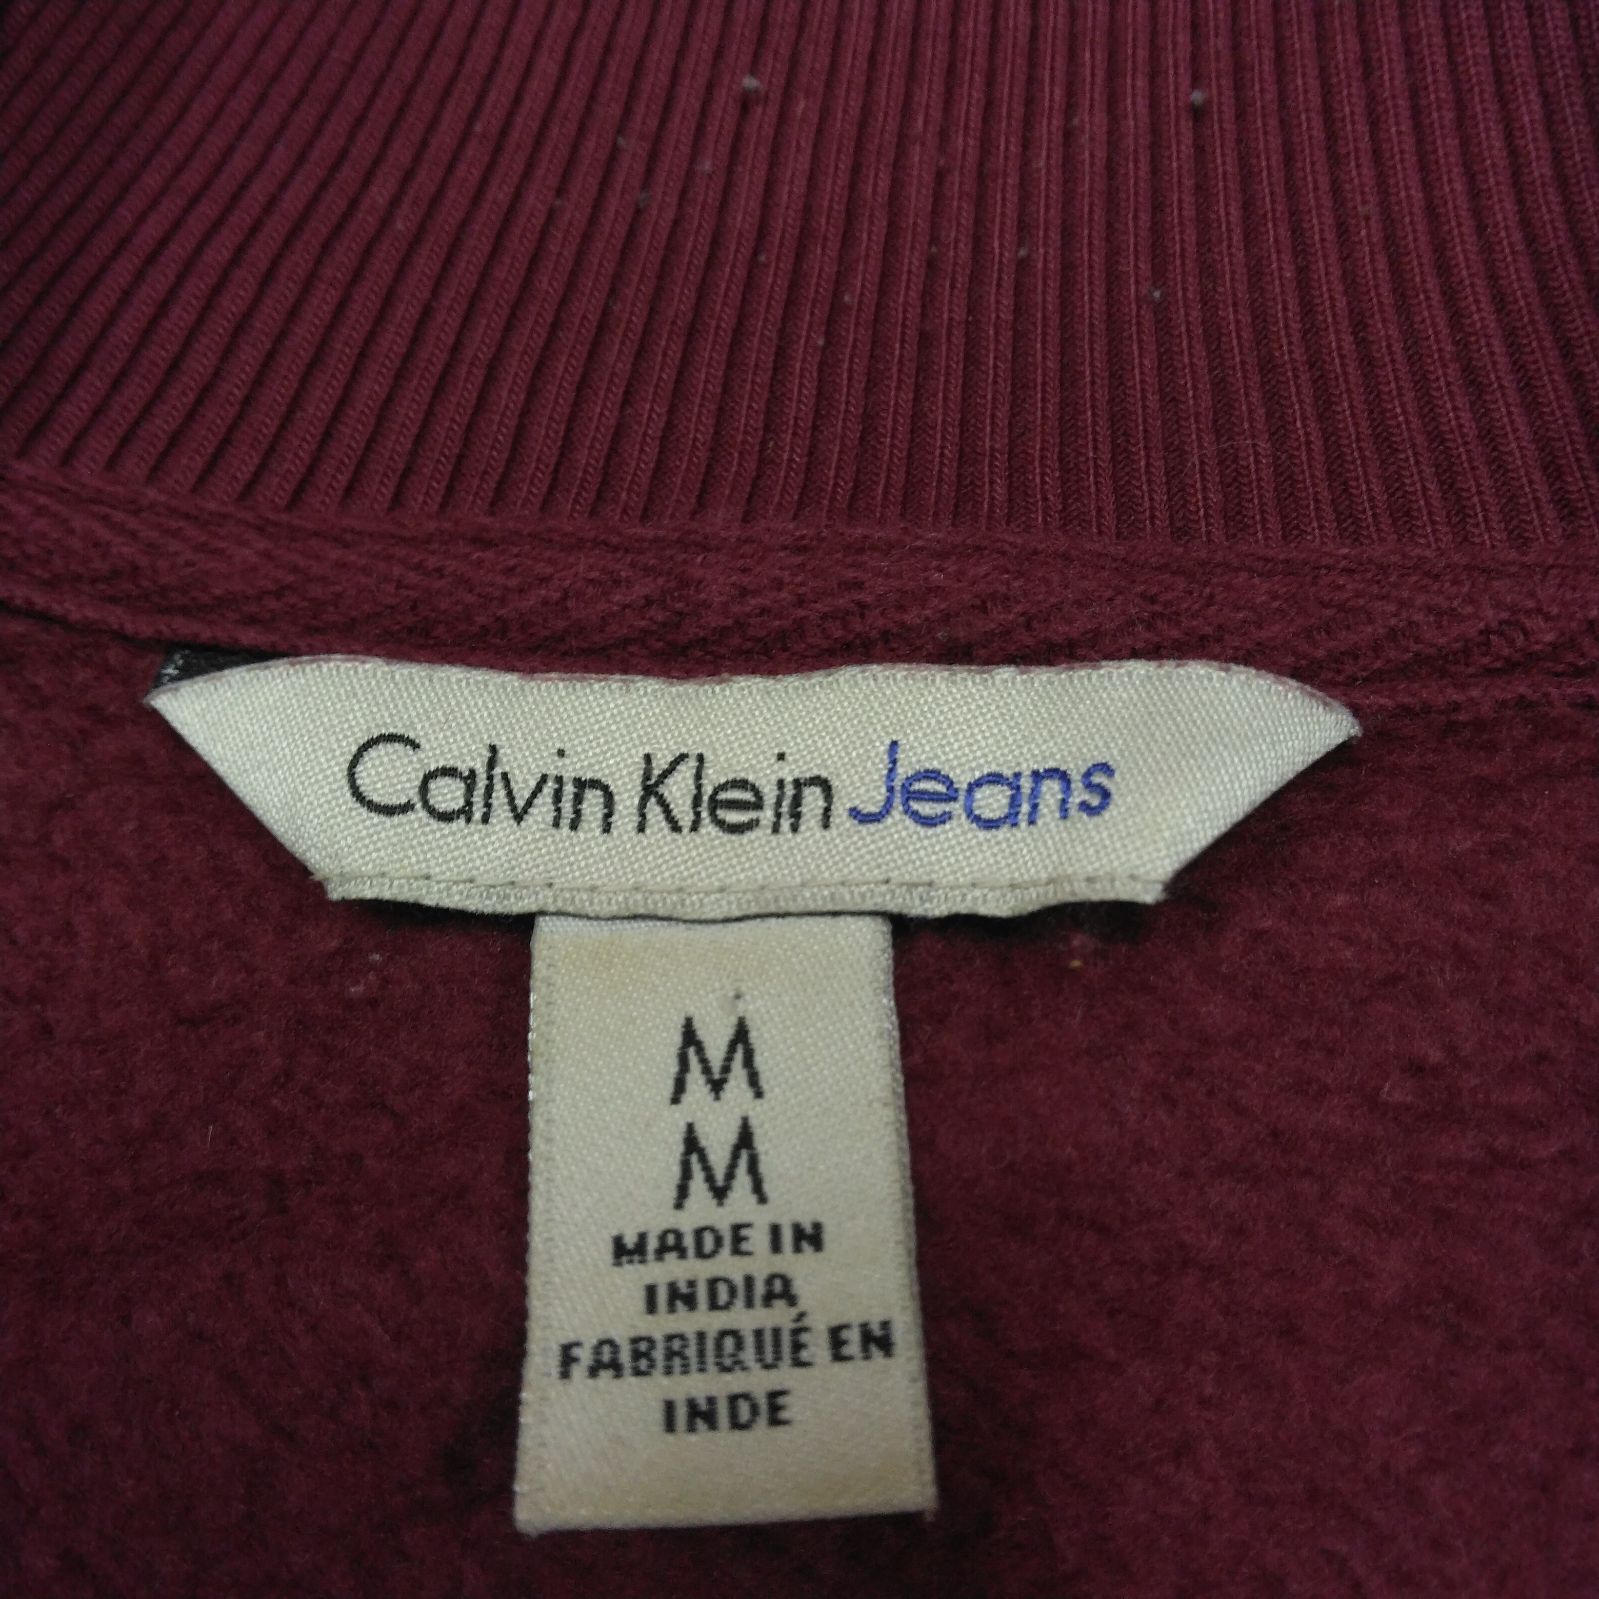 Calvin Klein Jeans
M
M
MADE IN
INDIA
FABRIQUÉ EN
INDE